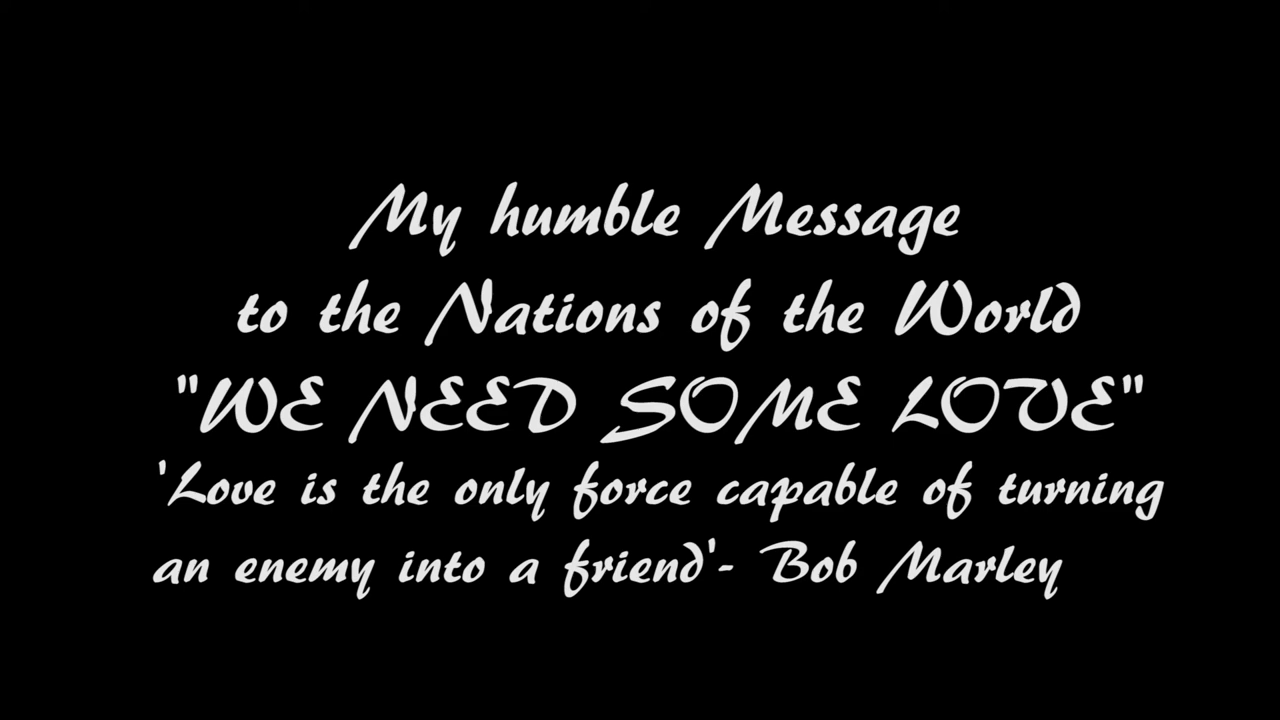 My humble Message
to the Nations of the World
"WE NEED SOME LOVE"
'Love is the only force capable of turning
an enemy into a friend'- Bob Marley